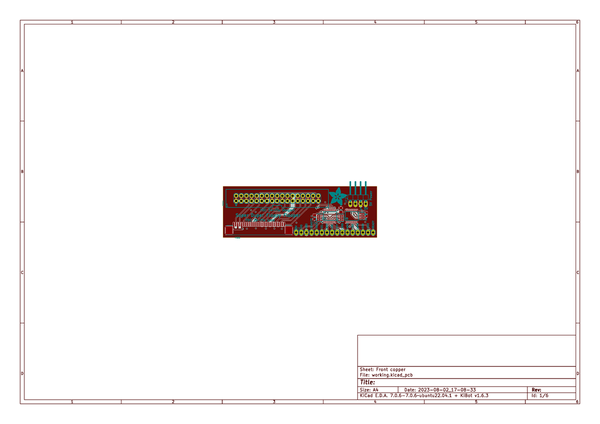 1 2 3 4 5 6
A A
B B
C C
Sheet: Front copper
File: working.kicad_pcb
D D
Title:
Size: A4 Date: 2023-08-02_17-08-33 Rev:
KiCad E.D.A. 7.0.6-7.0.6~ubuntu22.04.1 + KiBot v1.6.3 Id: 1/6
1 2 3 4 5 6